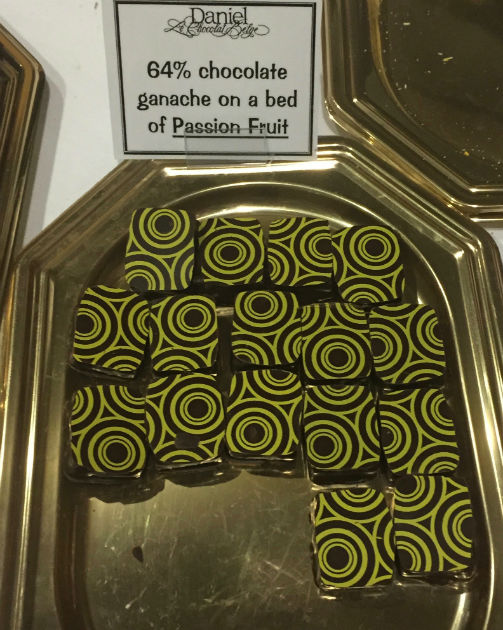 Daniel
Le Chocolat Belge
64% chocolate
ganache on a bed
of Passion Fruit